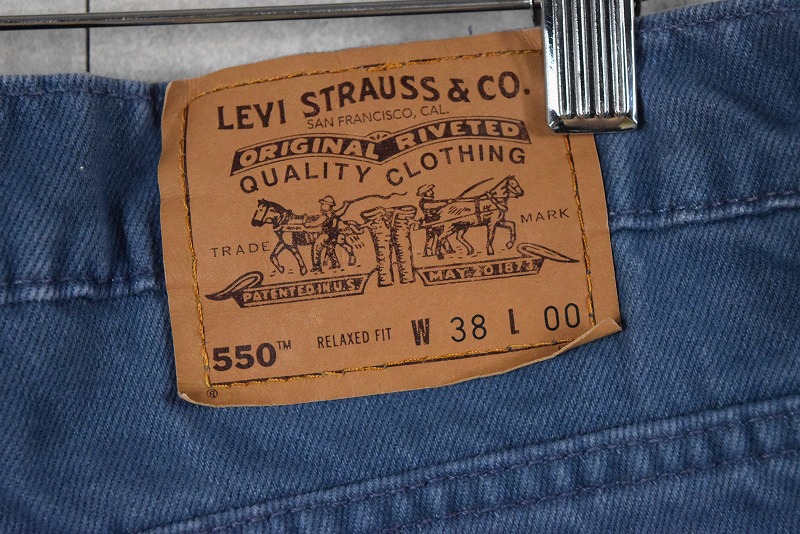 LEVI STRAUSS & CO.
SAN FRANCISCO, CAL.
ORIGINAL RIVETED
QUALITY CLOTHING
TRADE MARK
PATENTED IN U.S. MAY 20 1873
550™ RELAXED FIT W 38 L 00
®